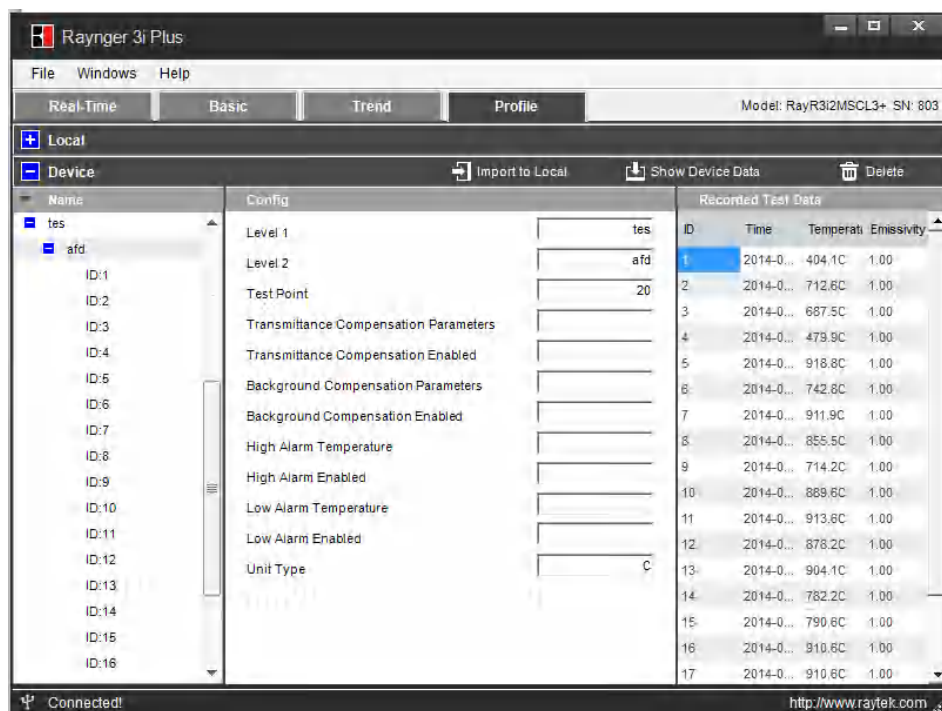 Raynger 3i Plus
File Windows Help
Real-Time Basic Trend Profile Model: RayR3i2MSCL3+ SN: 803
Local
Device Import to Local Show Device Data Delete
Name Config Recorded Test Data
tes
afd
ID:1
ID:2
ID:3
ID:4
ID:5
ID:6
ID:7
ID:8
ID:9
ID:10
ID:11
ID:12
ID:13
ID:14
ID:15
ID:16
Level 1 tes
Level 2 afd
Test Point 20
Transmittance Compensation Parameters
Transmittance Compensation Enabled
Background Compensation Parameters
Background Compensation Enabled
High Alarm Temperature
High Alarm Enabled
Low Alarm Temperature
Low Alarm Enabled
Unit Type C
ID Time Temperati Emissivity
1 2014-0... 404.1C 1.00
2 2014-0... 712.6C 1.00
3 2014-0... 687.5C 1.00
4 2014-0... 479.9C 1.00
5 2014-0... 918.8C 1.00
6 2014-0... 742.8C 1.00
7 2014-0... 911.9C 1.00
8 2014-0... 855.5C 1.00
9 2014-0... 714.2C 1.00
10 2014-0... 889.6C 1.00
11 2014-0... 913.6C 1.00
12 2014-0... 878.2C 1.00
13 2014-0... 904.1C 1.00
14 2014-0... 782.2C 1.00
15 2014-0... 790.6C 1.00
16 2014-0... 910.6C 1.00
17 2014-0... 910.6C 1.00
Connected! http://www.raytek.com